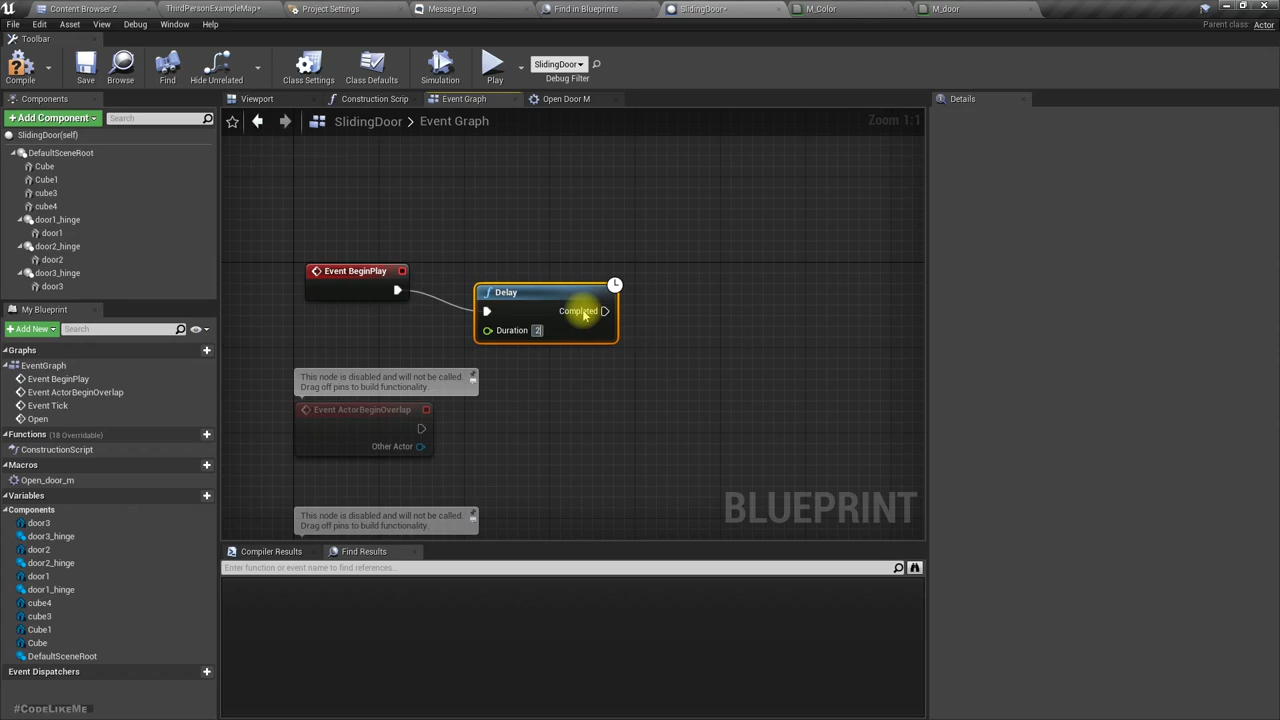 Content Browser 2
ThirdPersonExampleMap*
Project Settings
Message Log
Find in Blueprints
SlidingDoor*
M_Color
M_door
File
Edit
Asset
View
Debug
Window
Help
Parent class: Actor
Toolbar
Compile
Save
Browse
Find
Hide Unrelated
Class Settings
Class Defaults
Simulation
Play
SlidingDoor
Debug Filter
Components
Viewport
Construction Scrip
Event Graph
Open Door M
Details
Add Component
Search
SlidingDoor > Event Graph
Zoom 1:1
SlidingDoor(self)
DefaultSceneRoot
Cube
Cube1
cube3
cube4
door1_hinge
door1
door2_hinge
door2
door3_hinge
door3
Event BeginPlay
Delay
Completed
Duration 2
This node is disabled and will not be called.
Drag off pins to build functionality.
Event ActorBeginOverlap
Other Actor
This node is disabled and will not be called.
Drag off pins to build functionality.
BLUEPRINT
My Blueprint
Add New
Search
Graphs
EventGraph
Event BeginPlay
Event ActorBeginOverlap
Event Tick
Open
Functions (18 Overridable)
ConstructionScript
Macros
Open_door_m
Variables
Components
door3
door3_hinge
door2
door2_hinge
door1
door1_hinge
cube4
cube3
Cube1
Cube
DefaultSceneRoot
Event Dispatchers
Compiler Results
Find Results
Enter function or event name to find references...
#CodeLikeMe